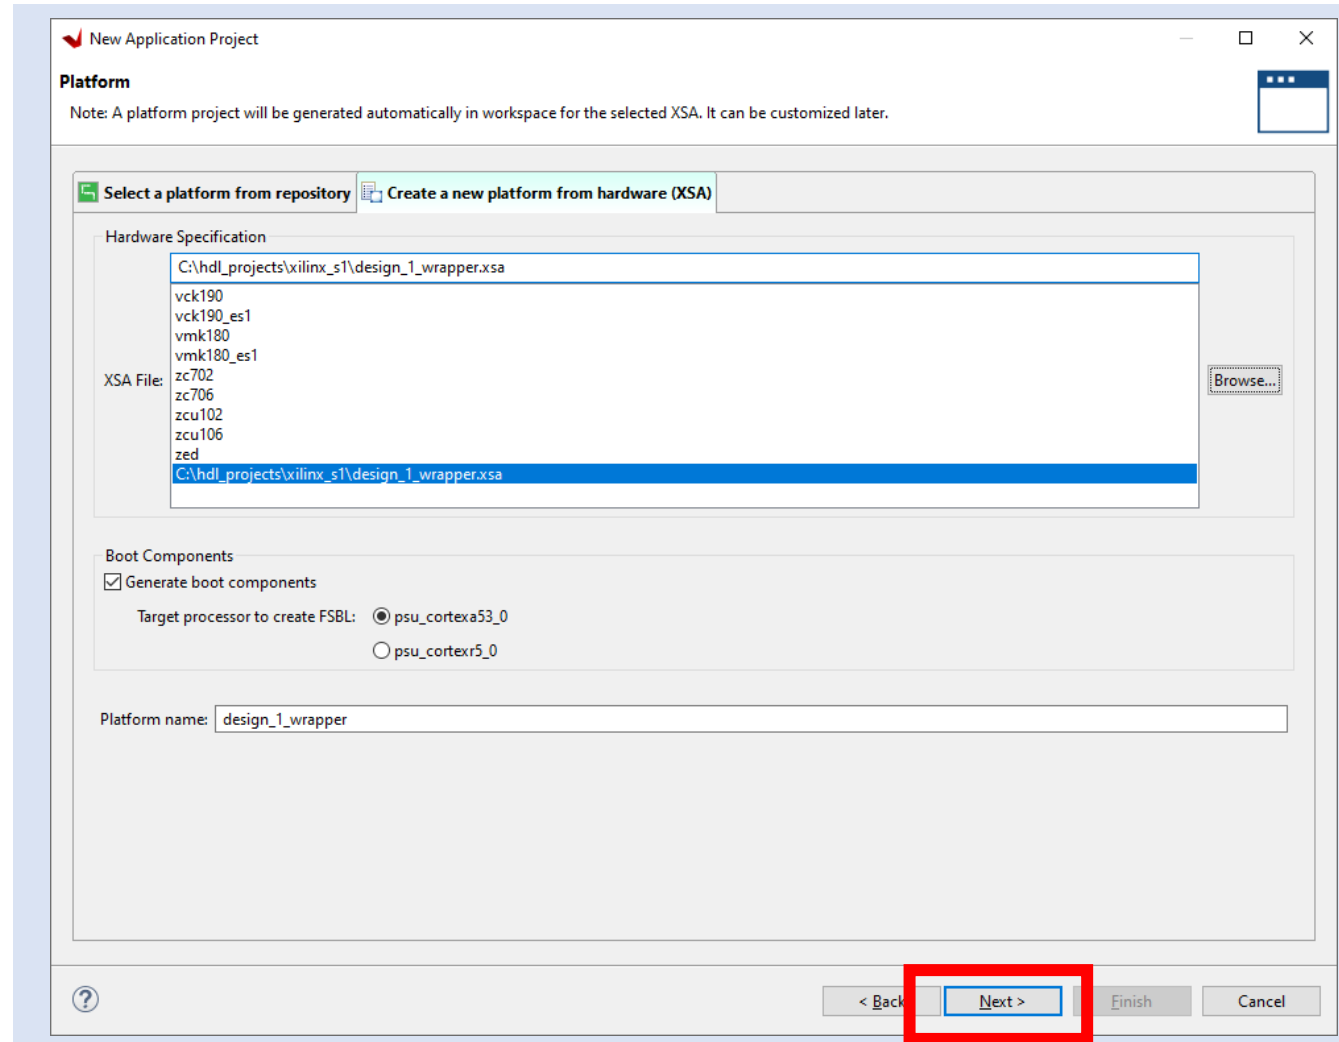 New Application Project
Platform
Note: A platform project will be generated automatically in workspace for the selected XSA. It can be customized later.
Select a platform from repository
Create a new platform from hardware (XSA)
Hardware Specification
C:\hdl_projects\xilinx_s1\design_1_wrapper.xsa
vck190
vck190_es1
vmk180
vmk180_es1
XSA File:
zc702
zc706
zcu102
zcu106
zed
C:\hdl_projects\xilinx_s1\design_1_wrapper.xsa
Browse...
Boot Components
Generate boot components
Target processor to create FSBL:
psu_cortexa53_0
psu_cortexr5_0
Platform name:
design_1_wrapper
?
< Back
Next >
Finish
Cancel